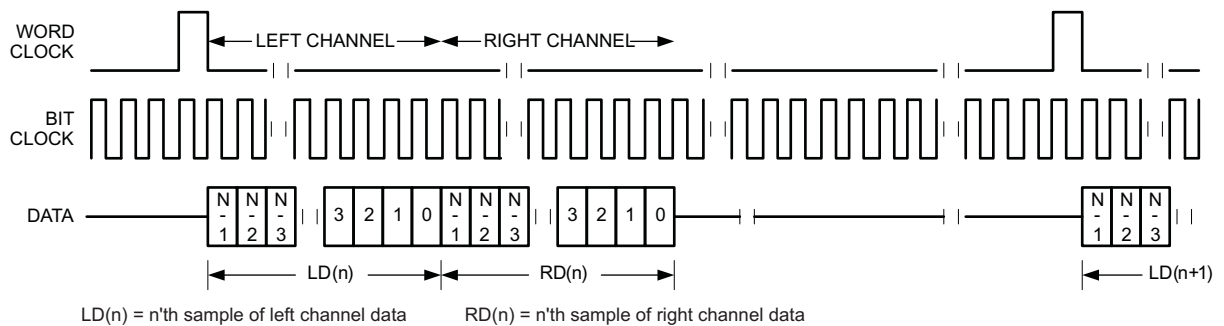 WORD
CLOCK
LEFT CHANNEL
RIGHT CHANNEL
BIT
CLOCK
DATA
N
-
1
N
-
2
N
-
3
3
2
1
0
N
-
1
N
-
2
N
-
3
3
2
1
0
N
-
1
N
-
2
N
-
3
LD(n)
RD(n)
LD(n+1)
LD(n) = n'th sample of left channel data
RD(n) = n'th sample of right channel data